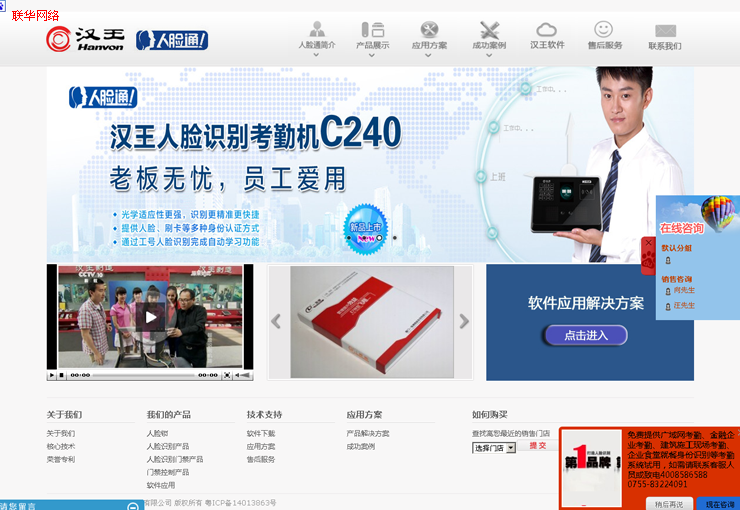 联华网络
汉王 人脸通!
Hanvon
人脸通简介 产品展示 应用方案 成功案例 汉王软件 售后服务 联系我们
人脸通!
工作中...
汉王人脸识别考勤机C240
工作中...
老板无忧，员工爱用
上班
光学适应性更强，识别更精准更快捷
提供人脸、刷卡等多种身份认证方式
通过工号人脸识别完成自动学习功能
新品上市
New
在线咨询
默认分组
销售咨询
向先生
庄先生
CCTV.10
软件应用解决方案
点击进入
00:00 00:00
关于我们 我们的产品 技术支持 应用方案 如何购买
关于我们 人脸锁 软件下载 产品解决方案 查找离您最近的销售门店
核心技术 人脸识别产品 应用方案 成功案例 选择门店 提 交
荣誉专利 人脸识别门禁产品 售后服务
门禁控制产品
软件应用
第1品牌
免费提供广域网考勤、金融企业考勤、建筑施工现场考勤、企业食堂就餐身份识别等考勤系统试用，如需请联系客服人员或致电4008586588
0755-83224091
稍后再说 现在咨询
请您留言
有限公司 版权所有 粤ICP备14013863号